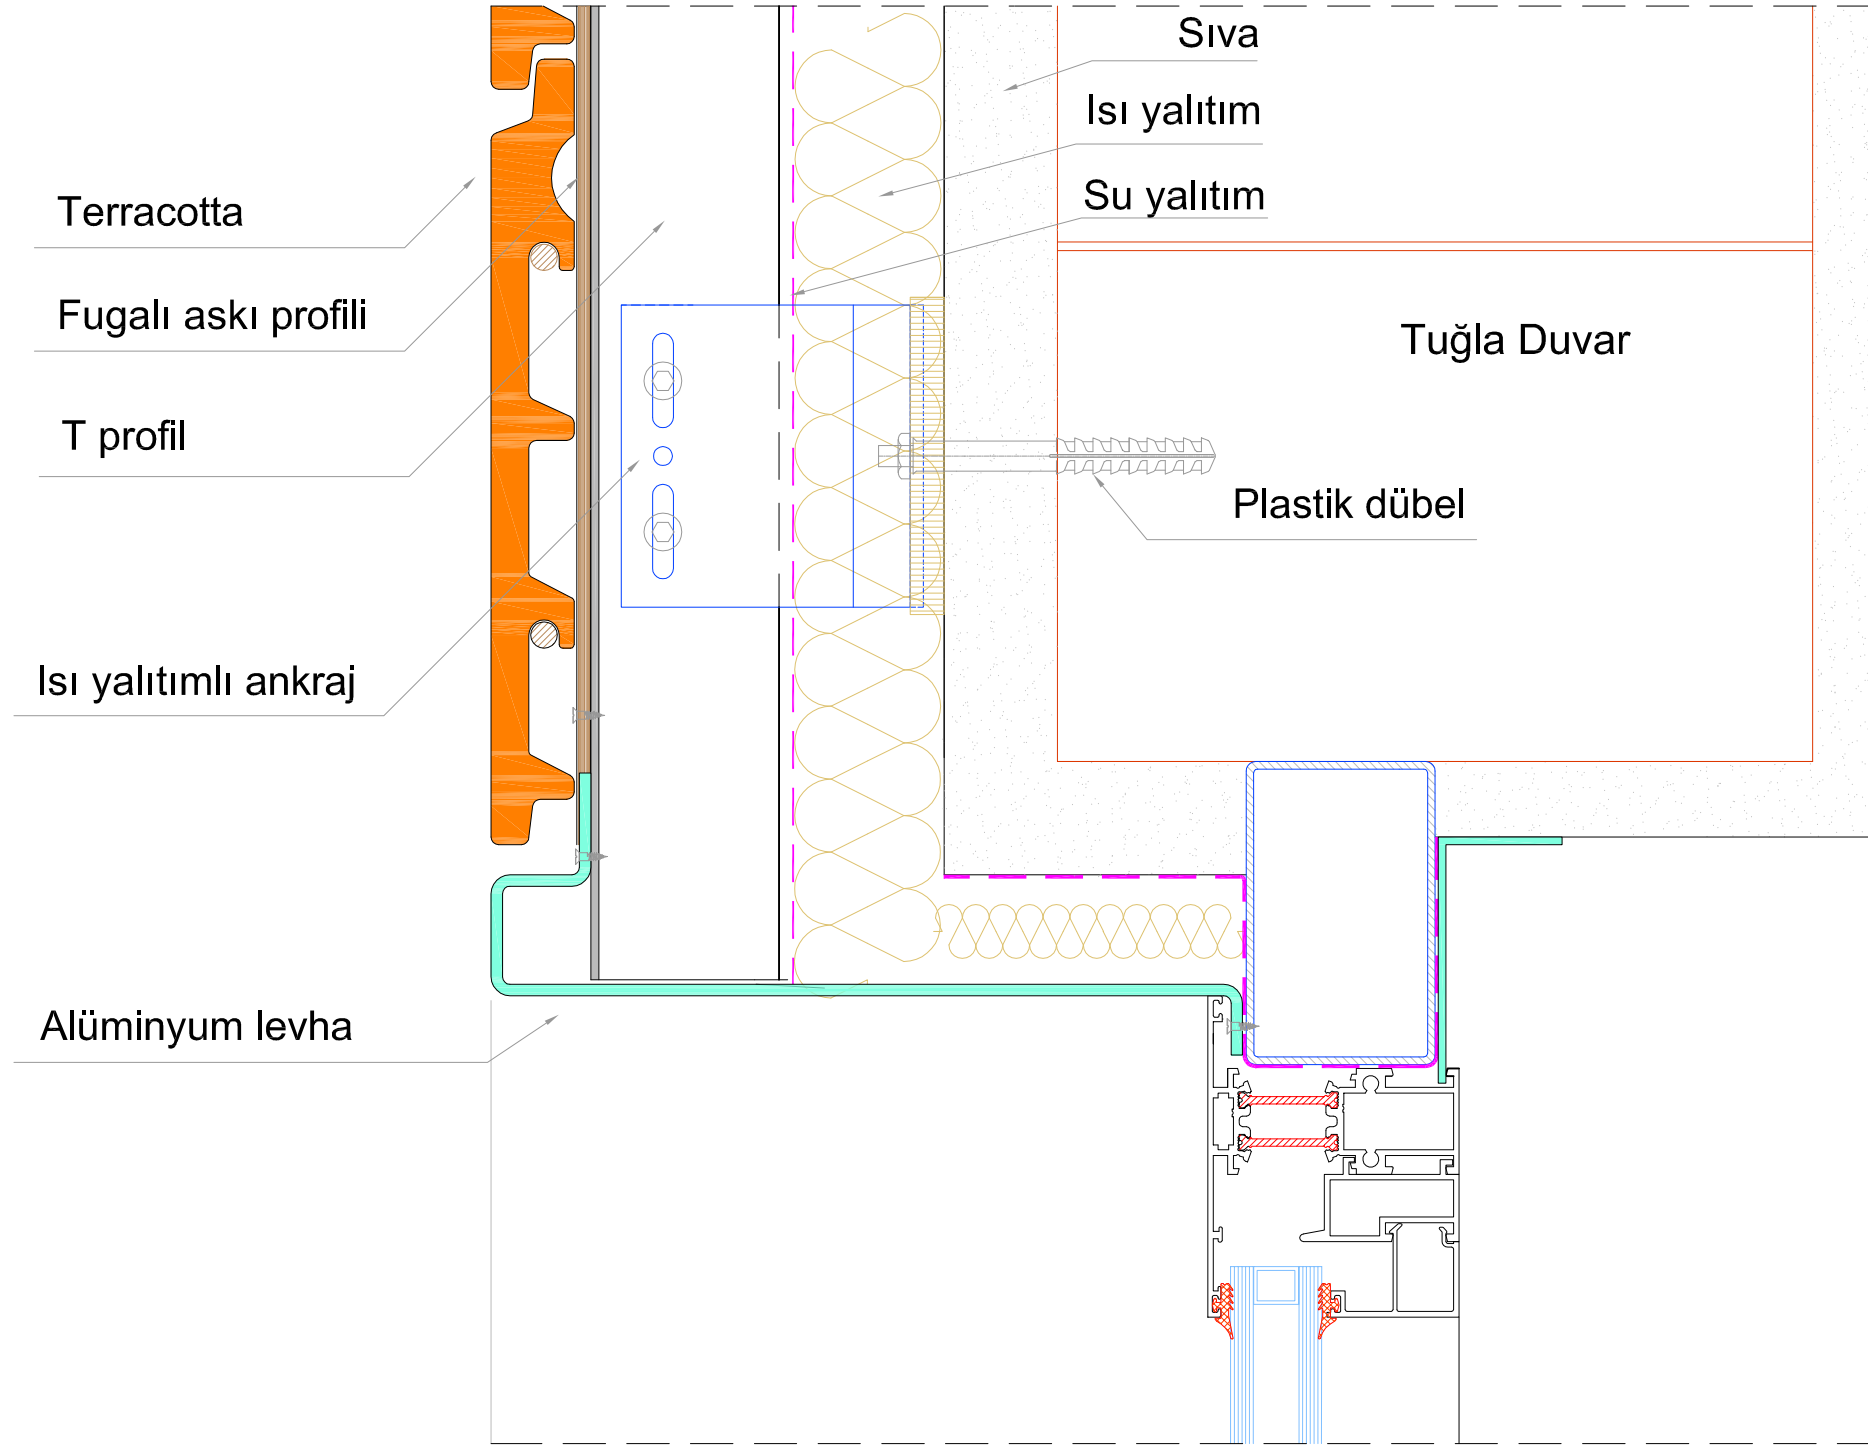 Sıva
Isı yalıtım
Su yalıtım
Terracotta
Fugalı askı profili
Tuğla Duvar
T profil
Plastik dübel
Isı yalıtımlı ankraj
Alüminyum levha